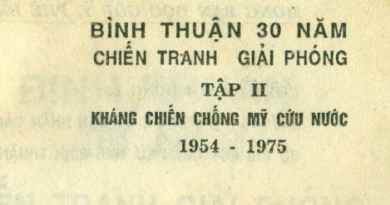 BÌNH THUẬN 30 NĂM
CHIẾN TRANH GIẢI PHÓNG
TẬP II
KHÁNG CHIẾN CHỐNG MỸ CỨU NƯỚC
1954 - 1975